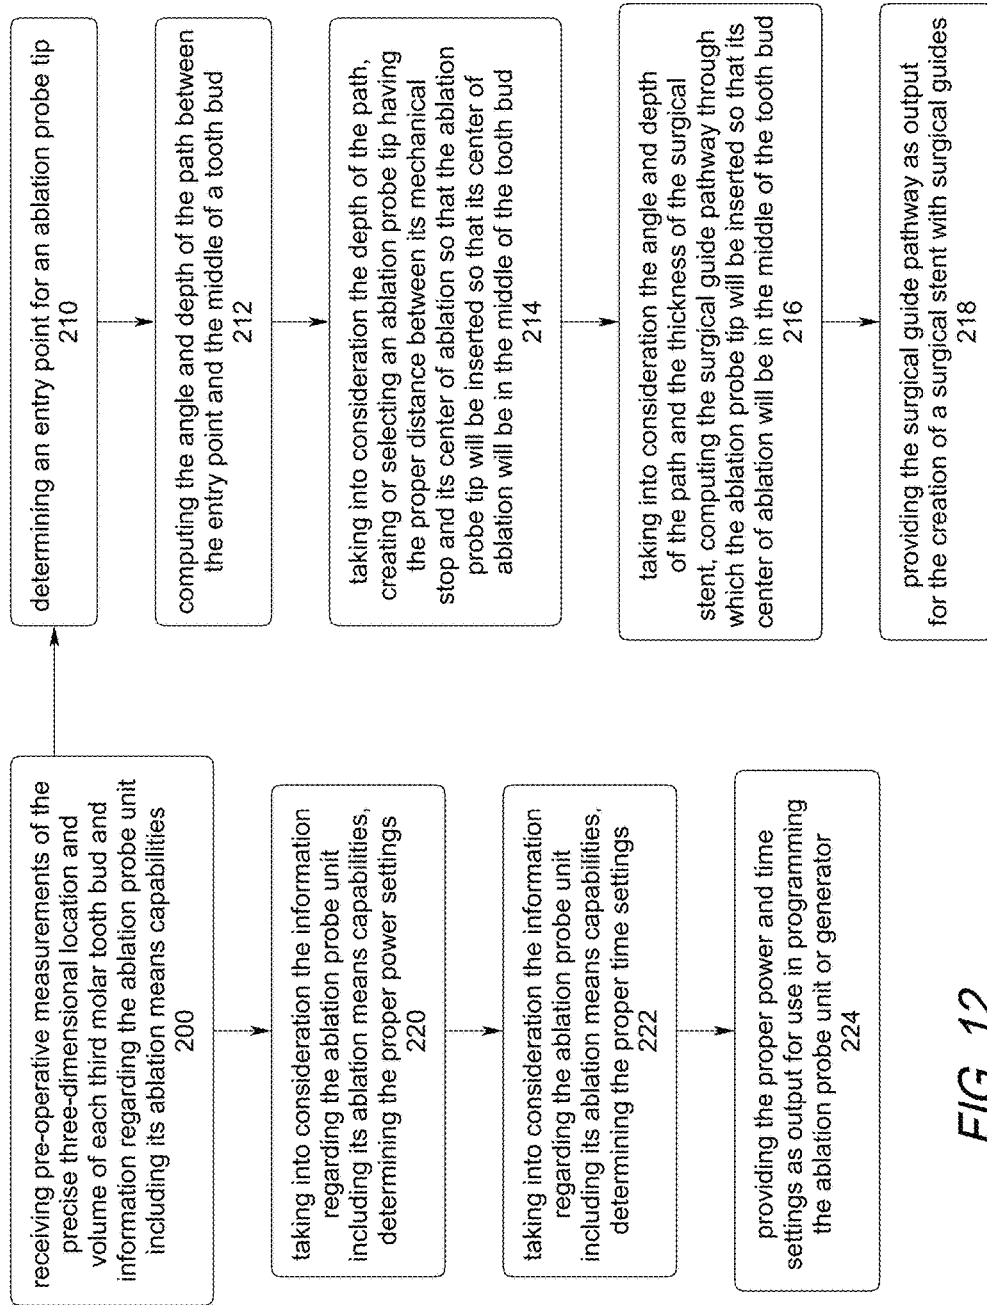 receiving pre-operative measurements of the
precise three-dimensional location and
volume of each third molar tooth bud and
information regarding the ablation probe unit
including its ablation means capabilities
200
taking into consideration the information
regarding the ablation probe unit
including its ablation means capabilities,
determining the proper power settings
220
taking into consideration the information
regarding the ablation probe unit
including its ablation means capabilities,
determining the proper time settings
222
providing the proper power and time
settings as output for use in programming
the ablation probe unit or generator
224
determining an entry point for an ablation probe tip
210
computing the angle and depth of the path between
the entry point and the middle of a tooth bud
212
taking into consideration the depth of the path,
creating or selecting an ablation probe tip having
the proper distance between its mechanical
stop and its center of ablation so that the ablation
probe tip will be inserted so that its center of
ablation will be in the middle of the tooth bud
214
taking into consideration the angle and depth
of the path and the thickness of the surgical
stent, computing the surgical guide pathway through
which the ablation probe tip will be inserted so that its
center of ablation will be in the middle of the tooth bud
216
providing the surgical guide pathway as output
for the creation of a surgical stent with surgical guides
218
FIG. 12